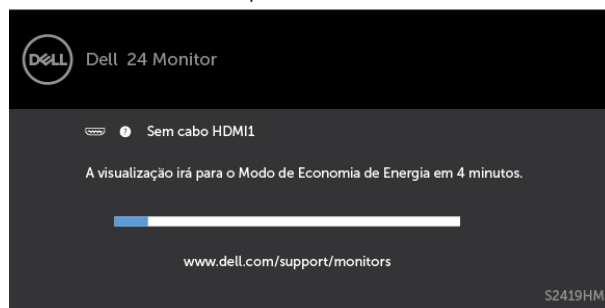 DELL
Dell 24 Monitor
? Sem cabo HDMI1
A visualização irá para o Modo de Economia de Energia em 4 minutos.
www.dell.com/support/monitors
S2419HM